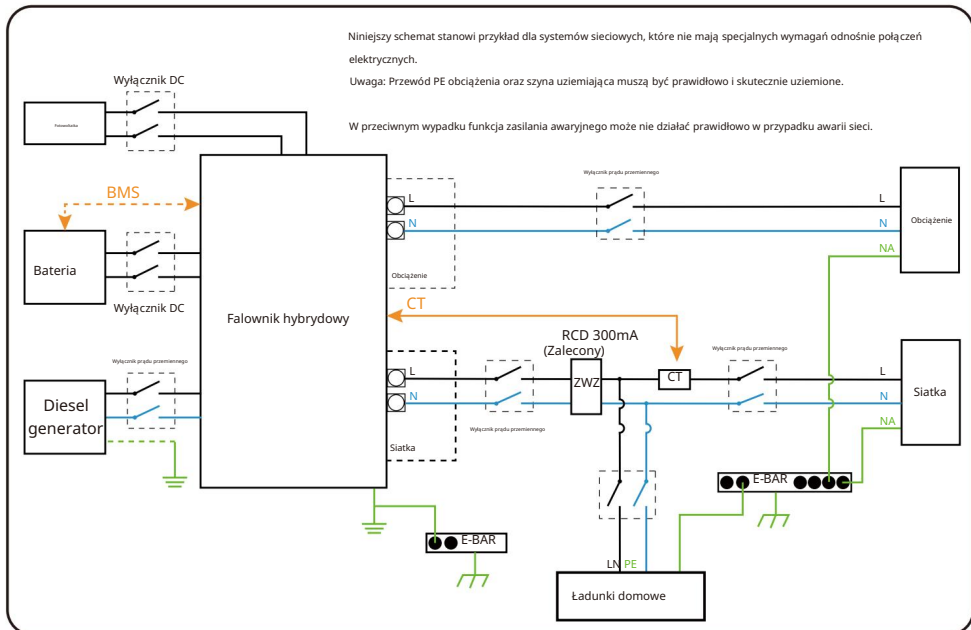 Niniejszy schemat stanowi przykład dla systemów sieciowych, które nie mają specjalnych wymagań odnośnie połączeń
elektrycznych.
Uwaga: Przewód PE obciążenia oraz szyna uziemiająca muszą być prawidłowo i skutecznie uziemione.
W przeciwnym wypadku funkcja zasilania awaryjnego może nie działać prawidłowo w przypadku awarii sieci.
Wyłącznik DC
Wyłącznik prądu przemiennego
BMS
L
N
L
N
NA
Obciążenie
Obciążenie
Bateria
Wyłącznik DC
Falownik hybrydowy
CT
RCD 300mA
(Zalecony)
Wyłącznik prądu przemiennego
Wyłącznik prądu przemiennego
L
N
ZWZ
CT
L
N
NA
Siatka
Diesel
generator
Wyłącznik prądu przemiennego
Siatka
E-BAR
E-BAR
LN PE
Ładunki domowe